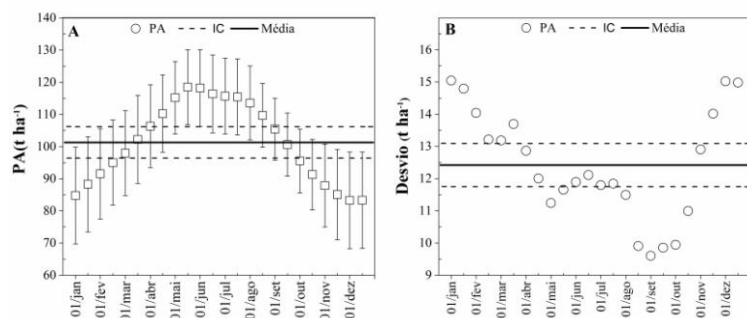 A
PA
IC
Média
PA(t ha⁻¹)
140
130
120
110
100
90
80
70
60
01/jan
01/fev
01/mar
01/abr
01/mai
01/jun
01/jul
01/ago
01/set
01/out
01/nov
01/dez
PA
IC
Média
B
Desvio (t ha⁻¹)
16
15
14
13
12
11
10
9
01/jan
01/fev
01/mar
01/abr
01/mai
01/jun
01/jul
01/ago
01/set
01/out
01/nov
01/dez